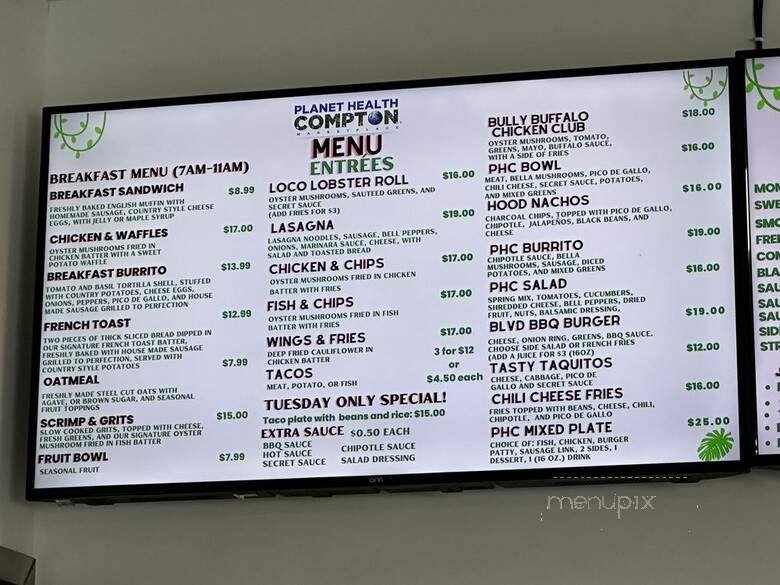 PLANET HEALTH
COMPTON
MARKETPLACE
MENU
ENTREES
BREAKFAST MENU (7AM-11AM)
BREAKFAST SANDWICH $8.99
FRESHLY BAKED ENGLISH MUFFIN WITH
HOMEMADE SAUSAGE, COUNTRY STYLE CHEESE
EGGS, WITH JELLY OR MAPLE SYRUP
CHICKEN & WAFFLES $17.00
OYSTER MUSHROOMS FRIED IN
CHICKEN BATTER WITH A SWEET
POTATO WAFFLE
BREAKFAST BURRITO $13.99
TOMATO AND BASIL TORTILLA SHELL, STUFFED
WITH COUNTRY POTATOES, CHEESE EGGS,
ONIONS, PEPPERS, PICO DE GALLO, AND HOUSE
MADE SAUSAGE GRILLED TO PERFECTION
FRENCH TOAST $12.99
TWO PIECES OF THICK SLICED BREAD DIPPED IN
OUR SIGNATURE FRENCH TOAST BATTER,
FRESHLY BAKED WITH HOUSE MADE SAUSAGE
GRILLED TO PERFECTION, SERVED WITH
COUNTRY STYLE POTATOES
OATMEAL $7.99
FRESHLY MADE STEEL CUT OATS WITH
AGAVE, OR BROWN SUGAR, AND SEASONAL
FRUIT TOPPINGS
SCRIMP & GRITS $15.00
SLOW COOKED GRITS, TOPPED WITH CHEESE,
FRESH GREENS, AND OUR SIGNATURE OYSTER
MUSHROOM FRIED IN FISH BATTER
FRUIT BOWL $7.99
SEASONAL FRUIT
LOCO LOBSTER ROLL $16.00
OYSTER MUSHROOMS, SAUTEED GREENS, AND
SECRET SAUCE
(ADD FRIES FOR $3)
LASAGNA $19.00
LASAGNA NOODLES, SAUSAGE, BELL PEPPERS,
ONIONS, MARINARA SAUCE, CHEESE, WITH
SALAD AND TOASTED BREAD
CHICKEN & CHIPS $17.00
OYSTER MUSHROOMS FRIED IN CHICKEN
BATTER WITH FRIES
FISH & CHIPS $17.00
OYSTER MUSHROOMS FRIED IN FISH
BATTER WITH FRIES
WINGS & FRIES $17.00
DEEP FRIED CAULIFLOWER IN
CHICKEN BATTER
TACOS 3 for $12
or
MEAT, POTATO, OR FISH $4.50 each
TUESDAY ONLY SPECIAL!
Taco plate with beans and rice: $15.00
EXTRA SAUCE $0.50 EACH
BBQ SAUCE CHIPOTLE SAUCE
HOT SAUCE
SECRET SAUCE SALAD DRESSING
BULLY BUFFALO $18.00
CHICKEN CLUB
OYSTER MUSHROOMS, TOMATO,
GREENS, MAYO, BUFFALO SAUCE,
WITH A SIDE OF FRIES
PHC BOWL $16.00
MEAT, BELLA MUSHROOMS, PICO DE GALLO,
CHILI CHEESE, SECRET SAUCE, POTATOES,
AND MIXED GREENS
HOOD NACHOS $16.00
CHARCOAL CHIPS, TOPPED WITH PICO DE GALLO,
CHIPOTLE, JALAPEÑOS, BLACK BEANS, AND
CHEESE
PHC BURRITO $19.00
CHIPOTLE SAUCE, BELLA
MUSHROOMS, SAUSAGE, DICED
POTATOES, AND MIXED GREENS
PHC SALAD $16.00
SPRING MIX, TOMATOES, CUCUMBERS,
SHREDDED CHEESE, BELL PEPPERS, DRIED
FRUIT, NUTS, BALSAMIC DRESSING,
BLVD BBQ BURGER $19.00
CHEESE, ONION RING, GREENS, BBQ SAUCE.
CHOOSE SIDE SALAD OR FRENCH FRIES
(ADD A JUICE FOR $3 (16OZ)
TASTY TAQUITOS $12.00
CHEESE, CABBAGE, PICO DE
GALLO AND SECRET SAUCE
CHILI CHEESE FRIES $16.00
FRIES TOPPED WITH BEANS, CHEESE, CHILI,
CHIPOTLE, AND PICO DE GALLO
PHC MIXED PLATE $25.00
CHOICE OF: FISH, CHICKEN, BURGER
PATTY, SAUSAGE LINK, 2 SIDES, 1
DESSERT, 1 (16 OZ.) DRINK
onn
menupix